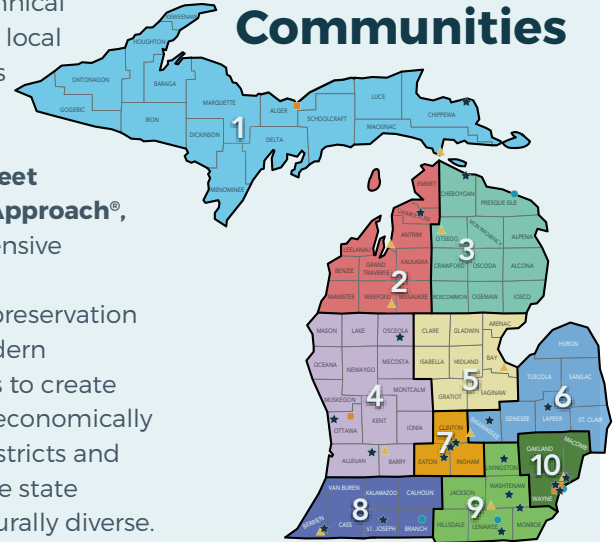 hnical
local
s
Communities
eet
Approach®,
ensive
preservation
dern
s to create
economically
stricts and
e state
urally diverse.
KEWEENAW
HOUGHTON
ONTONAGON
BARAGA
GOGEBIC
IRON
MARQUETTE
DICKINSON
MENOMINEE
1
ALGER
DELTA
SCHOOLCRAFT
LUCE
MACKINAC
CHIPPEWA
EMMET
CHARLEVOIX
ANTRIM
LEELANAU
BENZIE
GRAND
TRAVERSE
KALKASKA
2
MANISTEE
WEXFORD
MISSAUKEE
CHEBOYGAN
PRESQUE ISLE
OTSEGO
MONTMORENCY
ALPENA
3
CRAWFORD
OSCODA
ALCONA
ROSCOMMON
OGEMAW
IOSCO
MASON
LAKE
OSCEOLA
OCEANA
NEWAYGO
MECOSTA
MUSKEGON
MONTCALM
4
KENT
OTTAWA
IONIA
ALLEGAN
BARRY
CLARE
GLADWIN
ARENAC
ISABELLA
MIDLAND
BAY
5
GRATIOT
SAGINAW
HURON
TUSCOLA
SANILAC
6
SHIAWASSEE
GENESEE
LAPEER
ST. CLAIR
CLINTON
7
EATON
INGHAM
OAKLAND
MACOMB
10
WAYNE
LIVINGSTON
VAN BUREN
KALAMAZOO
CALHOUN
8
BERRIEN
CASS
ST. JOSEPH
BRANCH
JACKSON
WASHTENAW
9
HILLSDALE
LENAWEE
MONROE